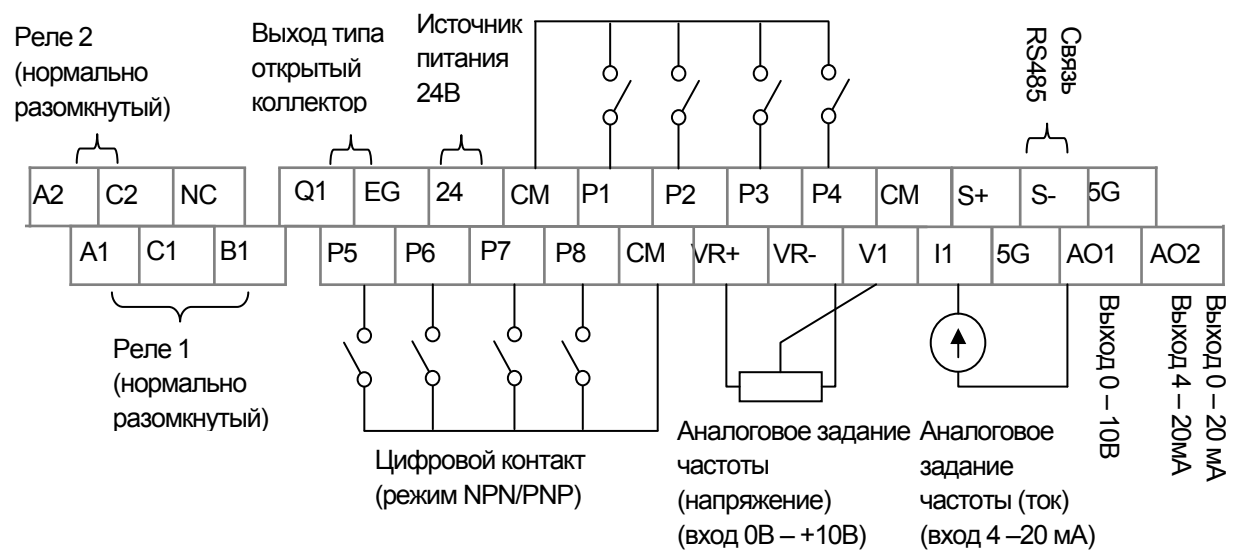 Реле 2
(нормально
разомкнутый)
Выход типа
открытый
коллектор
Источник
питания
24В
Связь
RS485
A2 C2 NC Q1 EG 24 CM P1 P2 P3 P4 CM S+ S- 5G
A1 C1 B1 P5 P6 P7 P8 CM VR+ VR- V1 I1 5G AO1 AO2
Реле 1
(нормально
разомкнутый)
Цифровой контакт
(режим NPN/PNP)
Аналоговое задание
частоты
(напряжение)
(вход 0В – +10В)
Аналоговое
задание
частоты (ток)
(вход 4 –20 мА)
Выход 0 – 10В
Выход 0 – 20 мА
Выход 4 – 20мА